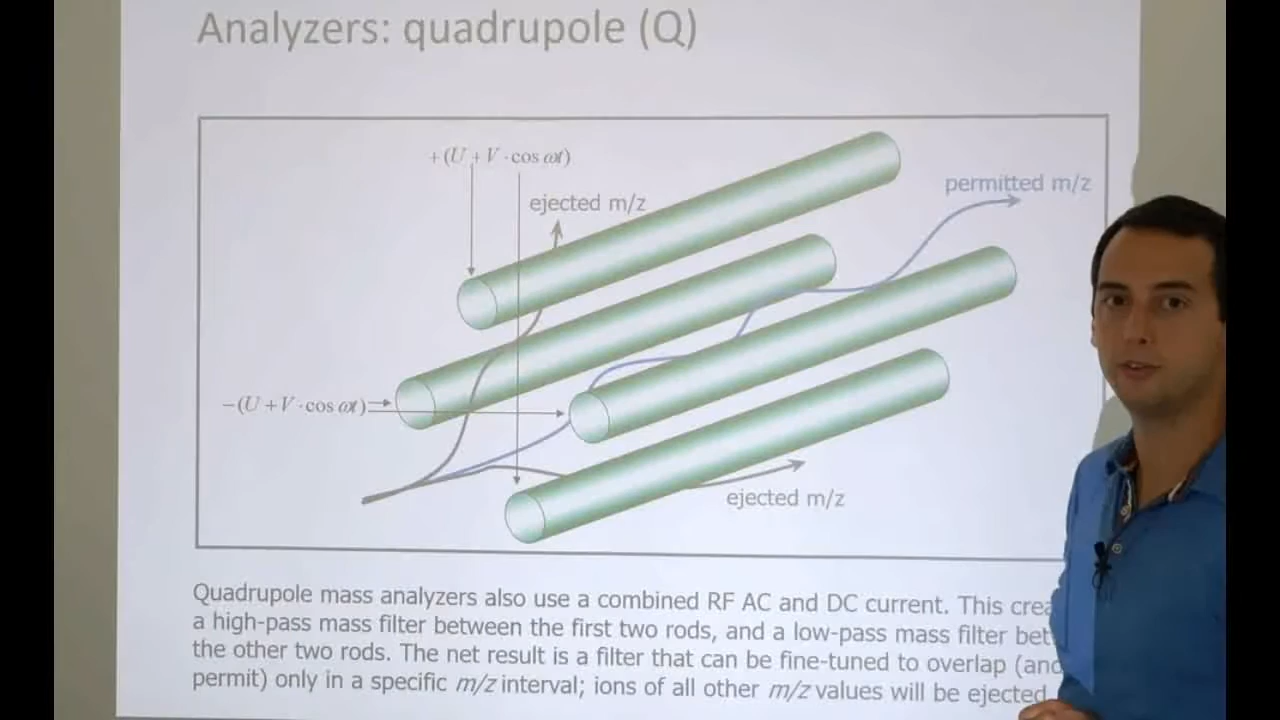 Analyzers: quadrupole (Q)
+(U + V ·cos ωt)
ejected m/z
permitted m/z
−(U + V ·cos ωt)
ejected m/z
Quadrupole mass analyzers also use a combined RF AC and DC current. This
a high-pass mass filter between the first two rods, and a low-pass mass filter
the other two rods. The net result is a filter that can be fine-tuned to overlap (and
permit) only in a specific m/z interval; ions of all other m/z values will be ejected